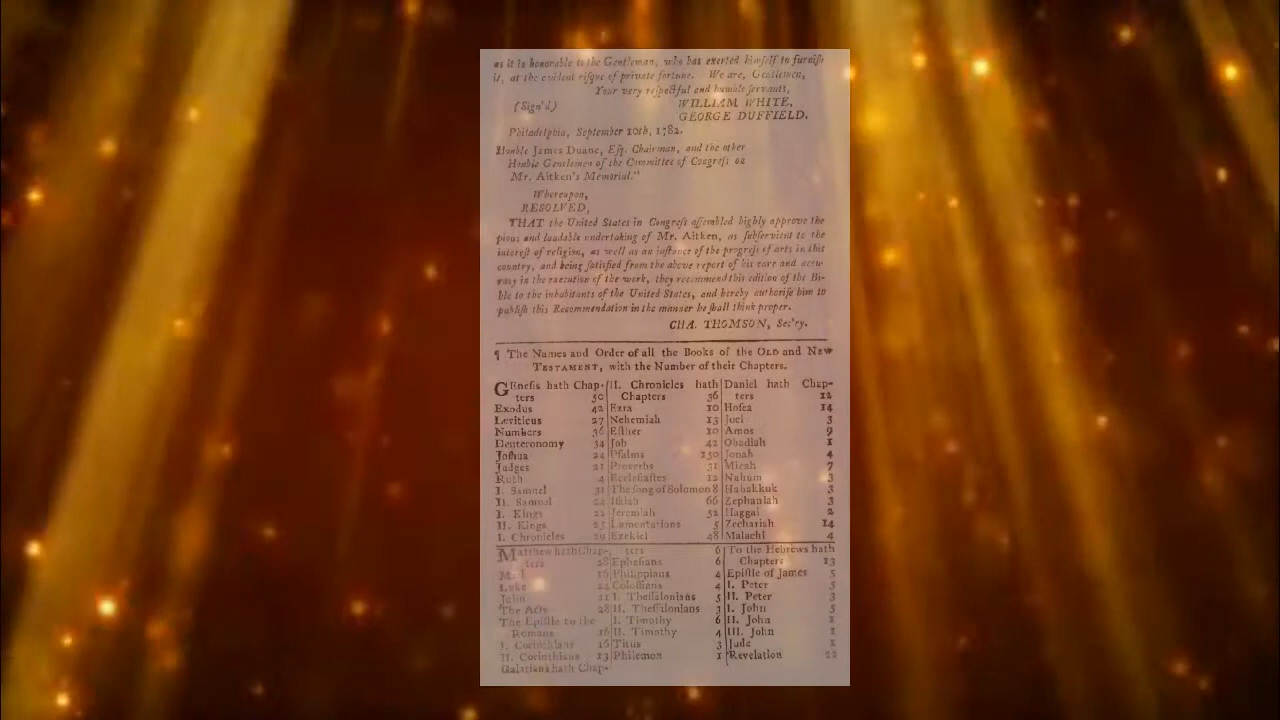 as it is honorable to the Gentleman, who has exerted himſelf to furniſh
it, at the evident riſque of private fortune. We are, Gentlemen,
Your very reſpectful and humble ſervants,
(Sign'd) WILLIAM WHITE,
GEORGE DUFFIELD.
Philadelphia, September 10th, 1782.
Honble James Duane, Eſq. Chairman, and the other
Honble Gentlemen of the Committee of Congreſs on
Mr. Aitken's Memorial."
Whereupon,
RESOLVED,
THAT the United States in Congreſs aſſembled highly approve the
pious and laudable undertaking of Mr. Aitken, as ſubſervient to the
intereſt of religion, as well as an inſtance of the progreſs of arts in this
country, and being ſatisfied from the above report of his care and accu-
racy in the execution of the work, they recommend this edition of the Bi-
ble to the inhabitants of the United States, and hereby authoriſe him to
publiſh this Recommendation in the manner he ſhall think proper.
CHA. THOMSON, Sec'ry.
¶ The Names and Order of all the Books of the OLD and NEW
TESTAMENT, with the Number of their Chapters.
GEneſis hath Chap-
ters 50
Exodus 42
Leviticus 27
Numbers 36
Deuteronomy 34
Joſhua 24
Judges 21
Ruth 4
I. Samuel 31
II. Samuel 24
I. Kings 22
II. Kings 25
I. Chronicles 29
II. Chronicles hath
Chapters 36
Ezra 10
Nehemiah 13
Eſther 10
Job 42
Pſalms 150
Proverbs 31
Eccleſiaſtes 12
The ſong of Solomon 8
Iſaiah 66
Jeremiah 52
Lamentations 5
Ezekiel 48
Daniel hath Chap-
ters 12
Hoſea 14
Joel 3
Amos 9
Obadiah 1
Jonah 4
Micah 7
Nahum 3
Habakkuk 3
Zephaniah 3
Haggai 2
Zechariah 14
Malachi 4
Matthew hath Chap-
ters 28
Mark 16
Luke 24
John 21
The Acts 28
The Epiſtle to the
Romans 16
I. Corinthians 16
II. Corinthians 13
Galatians hath Chap-
ters 6
Epheſians 6
Philippians 4
Coloſſians 4
I. Theſſalonians 5
II. Theſſalonians 3
I. Timothy 6
II. Timothy 4
Titus 3
Philemon 1
To the Hebrews hath
Chapters 13
Epiſtle of James 5
I. Peter 5
II. Peter 3
I. John 5
II. John 1
III. John 1
Jude 1
Revelation 22